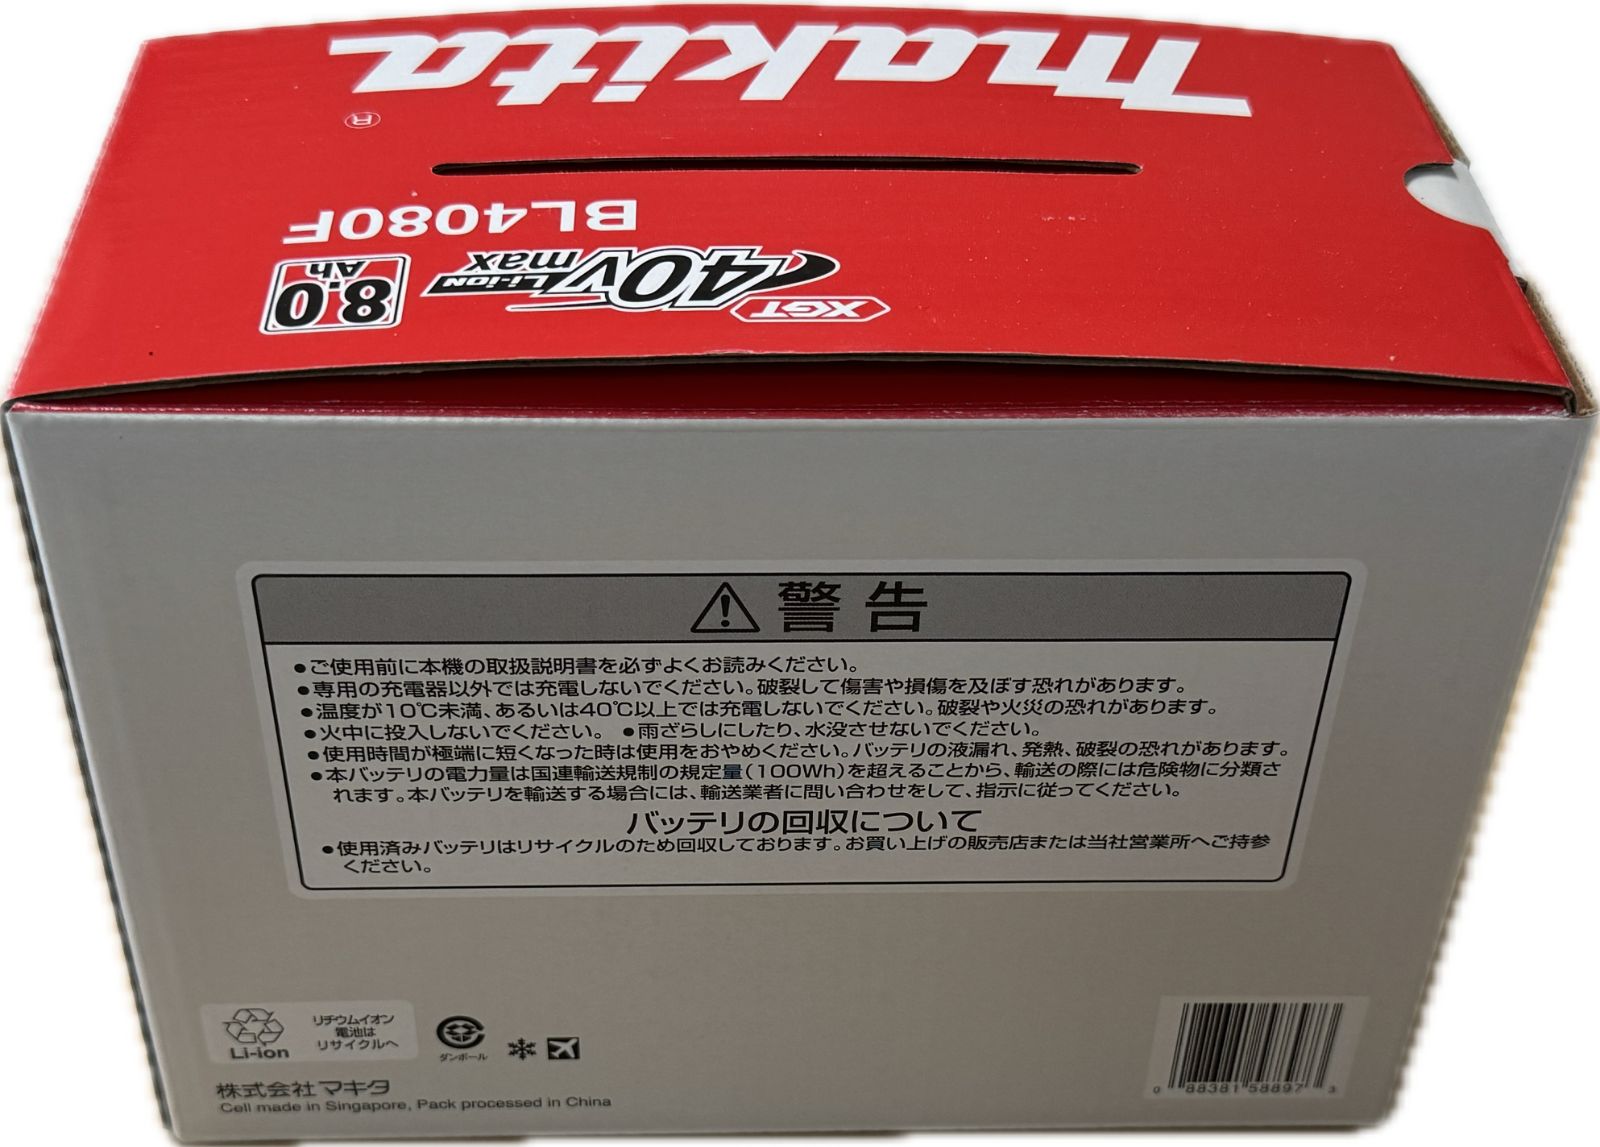 makita
®
BL4080F
XGT
40Vmax
Li-ion
8.0
Ah
警告
●ご使用前に本機の取扱説明書を必ずよくお読みください。
●専用の充電器以外では充電しないでください。破裂して傷害や損傷を及ぼす恐れがあります。
●温度が10℃未満、あるいは40℃以上では充電しないでください。破裂や火災の恐れがあります。
●火中に投入しないでください。 ●雨ざらしにしたり、水没させないでください。
●使用時間が極端に短くなった時は使用をおやめください。バッテリの液漏れ、発熱、破裂の恐れがあります。
●本バッテリの電力量は国連輸送規制の規定量(100Wh)を超えることから、輸送の際には危険物に分類さ
れます。本バッテリを輸送する場合には、輸送業者に問い合わせをして、指示に従ってください。
バッテリの回収について
●使用済みバッテリはリサイクルのため回収しております。お買い上げの販売店または当社営業所へご持参
ください。
Li-ion
リチウムイオン
電池は
リサイクルへ
ダンボール
株式会社マキタ
Cell made in Singapore, Pack processed in China
0 88381 58897 3